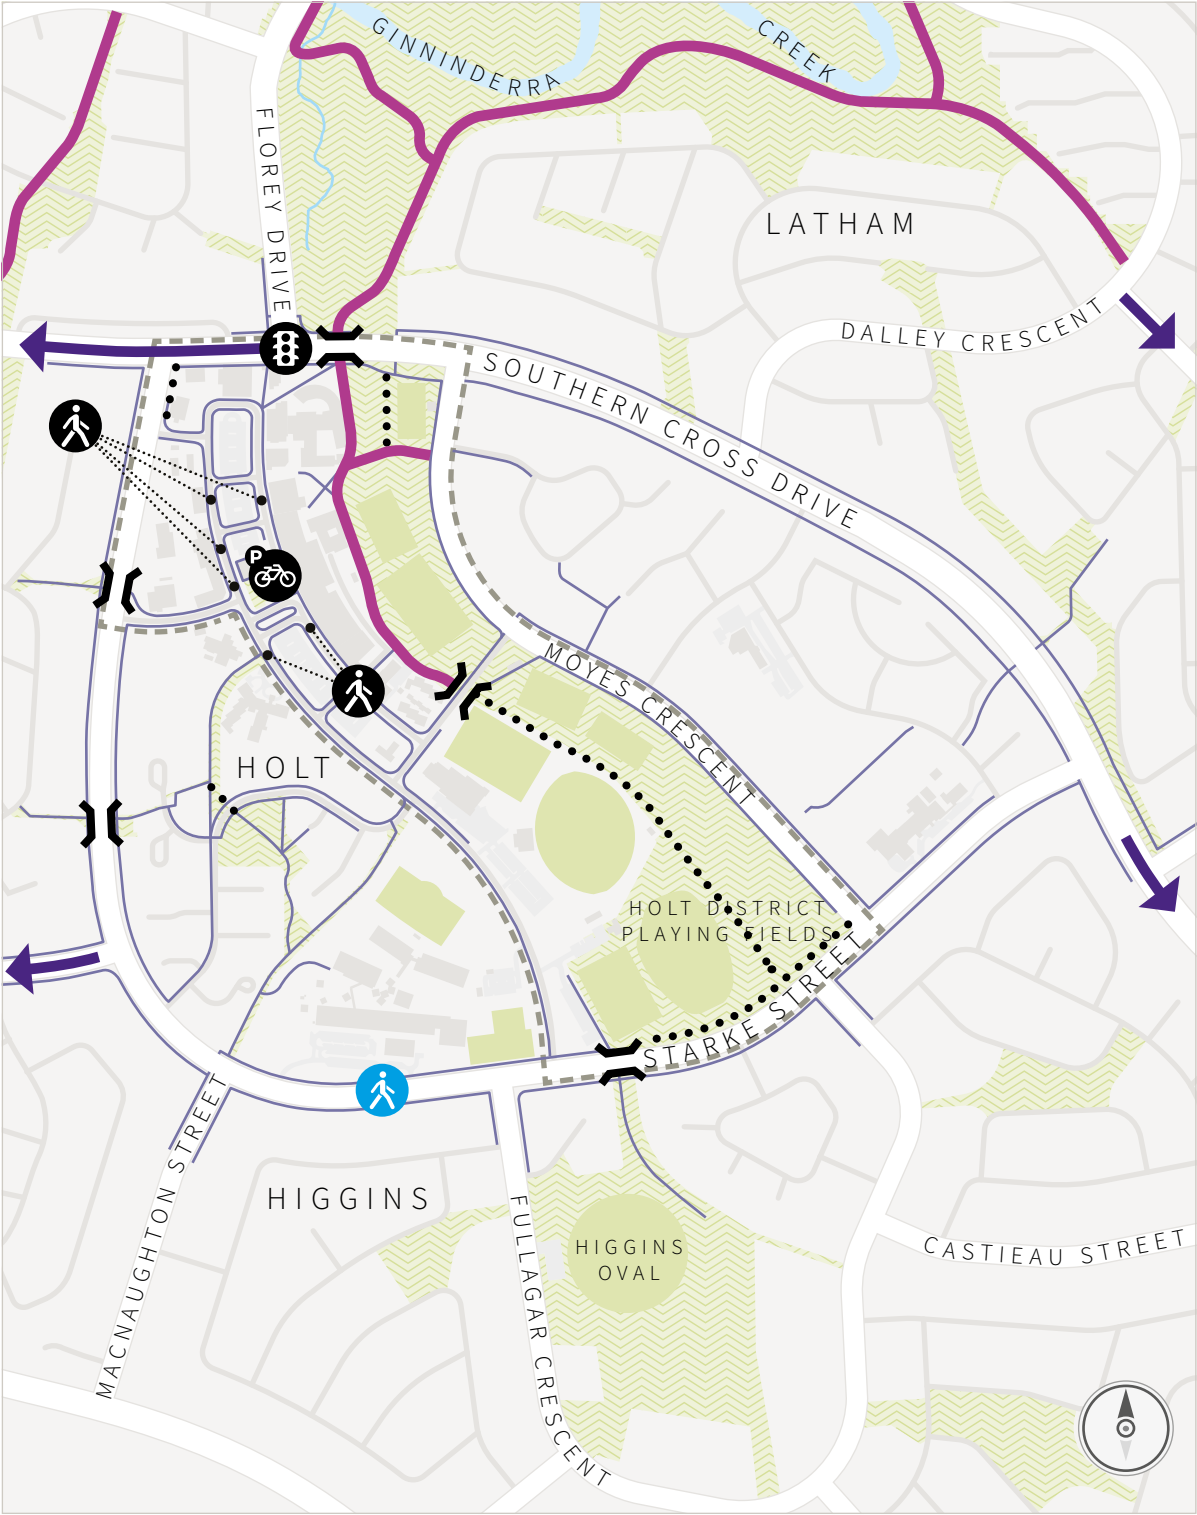 GINNINDERRA
CREEK
FLOREY DRIVE
LATHAM
DALLEY CRESCENT
SOUTHERN CROSS DRIVE
P
MOYES CRESCENT
HOLT
HOLT DISTRICT
PLAYING FIELDS
STARKE STREET
MACNAUGHTON STREET
HIGGINS
FULLAGAR CRESCENT
HIGGINS
OVAL
CASTIEAU STREET